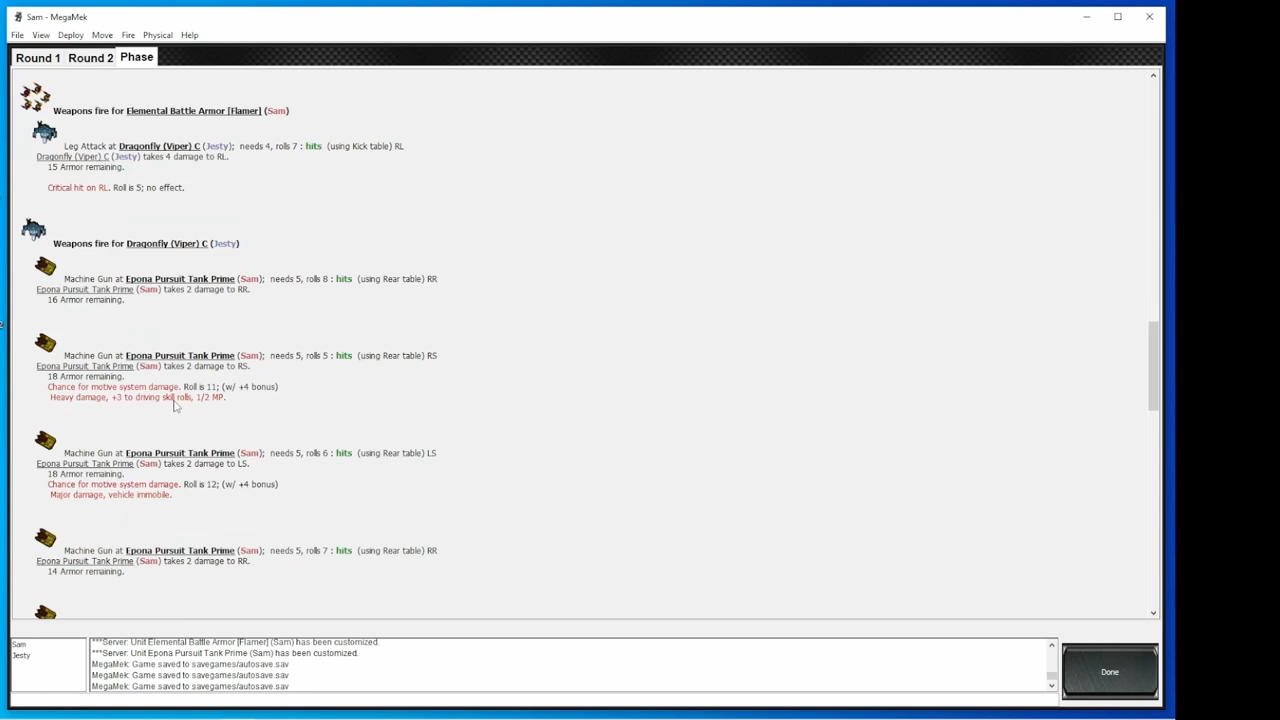 Sam - MegaMek
File View Deploy Move Fire Physical Help
Round 1 Round 2 Phase
Weapons fire for Elemental Battle Armor [Flamer] (Sam)
Leg Attack at Dragonfly (Viper) C (Jesty); needs 4, rolls 7 : hits (using Kick table) RL
Dragonfly (Viper) C (Jesty) takes 4 damage to RL.
15 Armor remaining.
Critical hit on RL. Roll is 5; no effect.
Weapons fire for Dragonfly (Viper) C (Jesty)
Machine Gun at Epona Pursuit Tank Prime (Sam); needs 5, rolls 8 : hits (using Rear table) RR
Epona Pursuit Tank Prime (Sam) takes 2 damage to RR.
16 Armor remaining.
Machine Gun at Epona Pursuit Tank Prime (Sam); needs 5, rolls 5 : hits (using Rear table) RS
Epona Pursuit Tank Prime (Sam) takes 2 damage to RS.
18 Armor remaining.
Chance for motive system damage. Roll is 11; (w/ +4 bonus)
Heavy damage, +3 to driving skill rolls, 1/2 MP.
Machine Gun at Epona Pursuit Tank Prime (Sam); needs 5, rolls 6 : hits (using Rear table) LS
Epona Pursuit Tank Prime (Sam) takes 2 damage to LS.
18 Armor remaining.
Chance for motive system damage. Roll is 12; (w/ +4 bonus)
Major damage, vehicle immobile.
Machine Gun at Epona Pursuit Tank Prime (Sam); needs 5, rolls 7 : hits (using Rear table) RR
Epona Pursuit Tank Prime (Sam) takes 2 damage to RR.
14 Armor remaining.
Sam
Jesty
***Server: Unit Elemental Battle Armor [Flamer] (Sam) has been customized.
***Server: Unit Epona Pursuit Tank Prime (Sam) has been customized.
MegaMek: Game saved to savegames/autosave.sav
MegaMek: Game saved to savegames/autosave.sav
MegaMek: Game saved to savegames/autosave.sav
Done